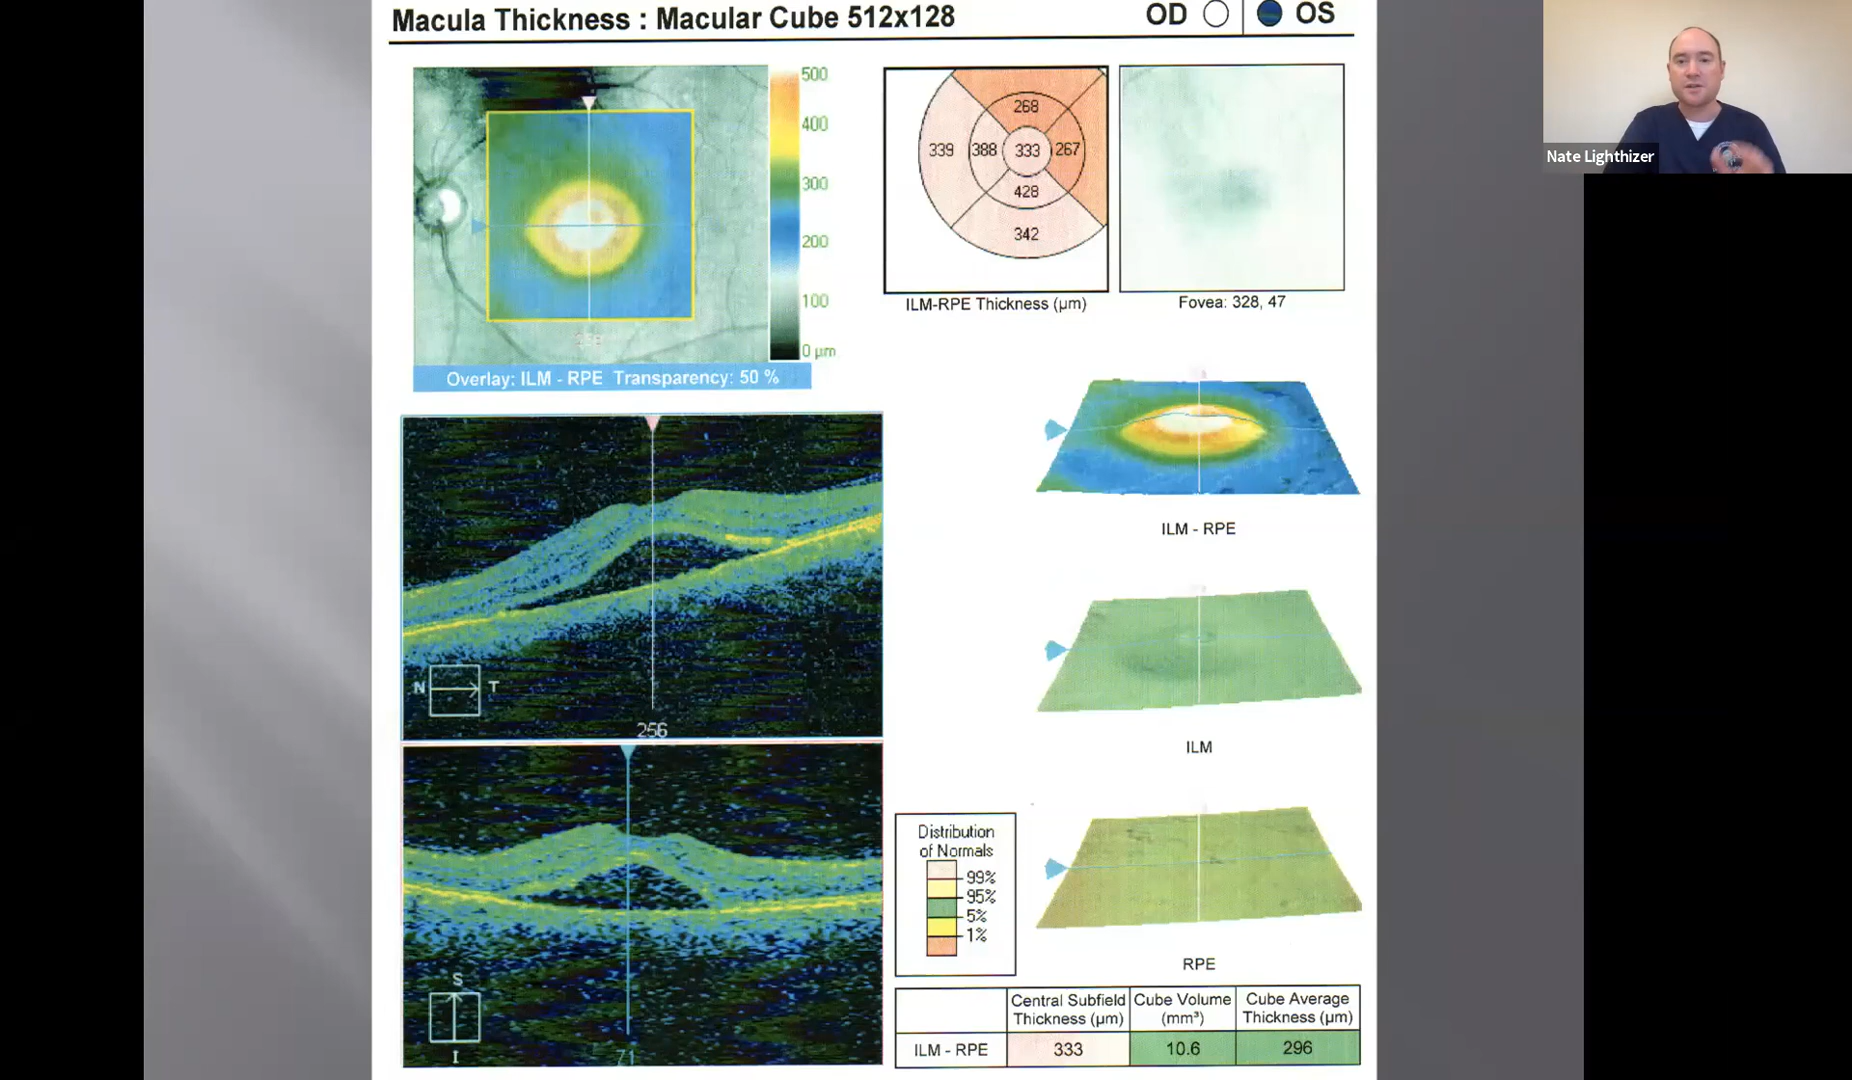 Macula Thickness : Macular Cube 512x128
OD OS
500
400
300
200
100
0 µm
Overlay: ILM - RPE Transparency: 50 %
268
339 388 333 267
428
342
ILM-RPE Thickness (µm)
Fovea: 328, 47
Nate Lighthizer
N T
256
S
I
71
ILM - RPE
ILM
RPE
Distribution
of Normals
99%
95%
5%
1%
Central Subfield
Thickness (µm)
Cube Volume
(mm³)
Cube Average
Thickness (µm)
ILM - RPE 333 10.6 296